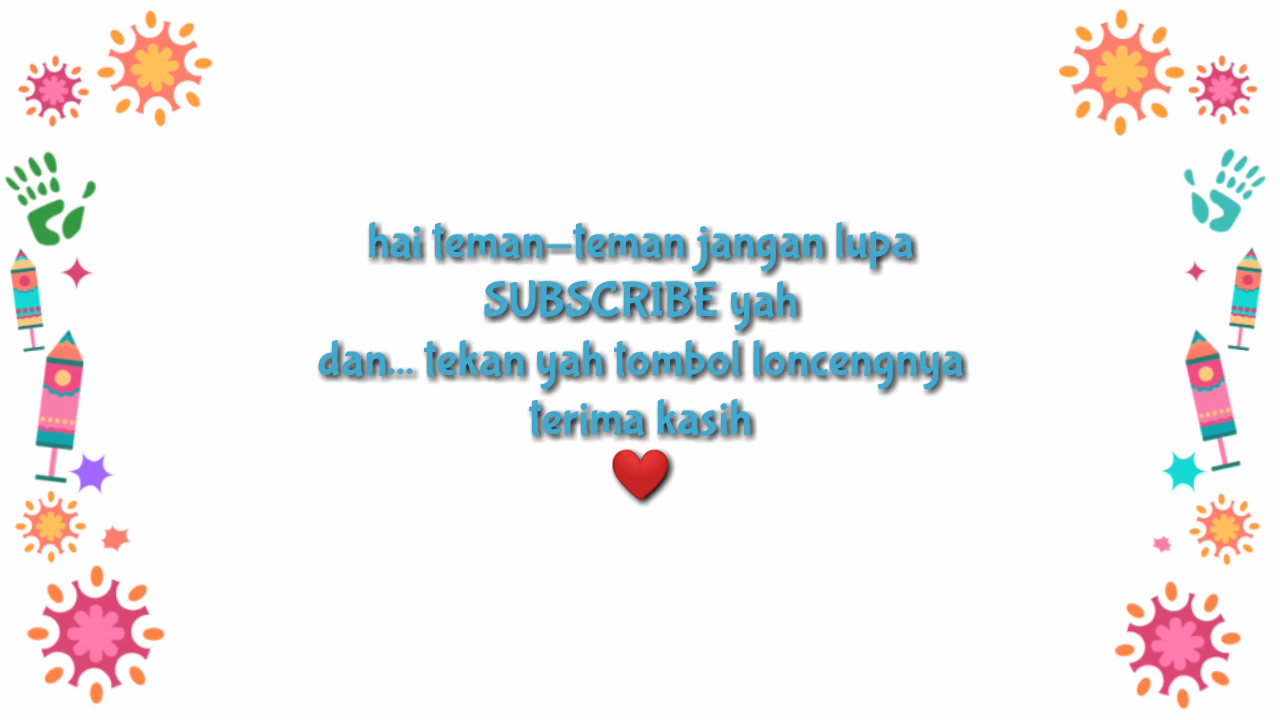 hai teman-teman jangan lupa
SUBSCRIBE yah
dan... tekan yah tombol loncengnya
terima kasih
❤️